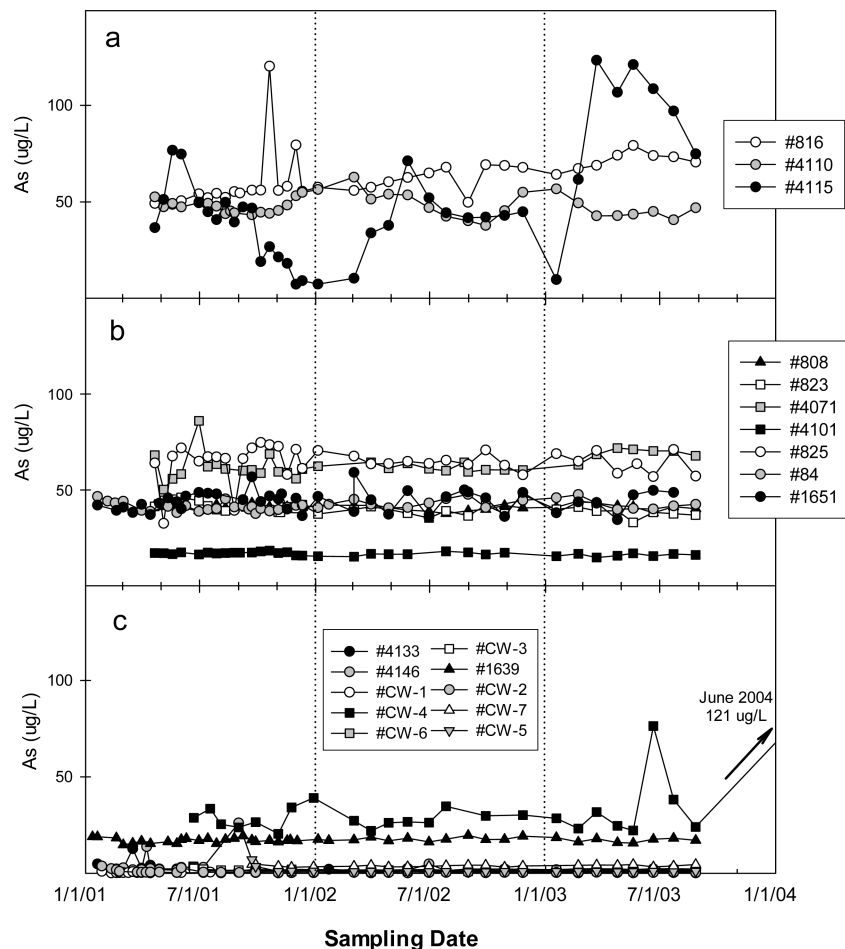 a
As (ug/L)
100
50
#816
#4110
#4115
b
As (ug/L)
100
50
#808
#823
#4071
#4101
#825
#84
#1651
c
As (ug/L)
100
50
#4133
#4146
#CW-1
#CW-4
#CW-6
#CW-3
#1639
#CW-2
#CW-7
#CW-5
June 2004
121 ug/L
1/1/01 7/1/01 1/1/02 7/1/02 1/1/03 7/1/03 1/1/04
Sampling Date